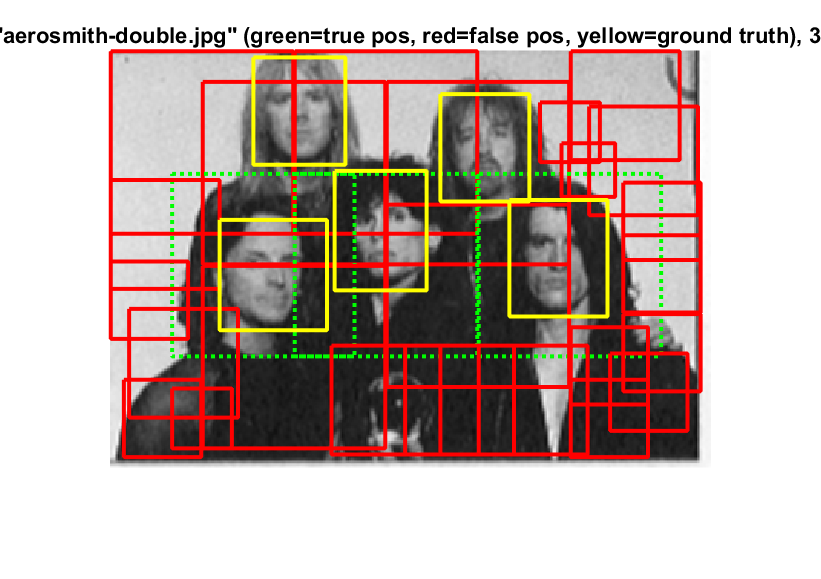 "aerosmith-double.jpg" (green=true pos, red=false pos, yellow=ground truth), 3